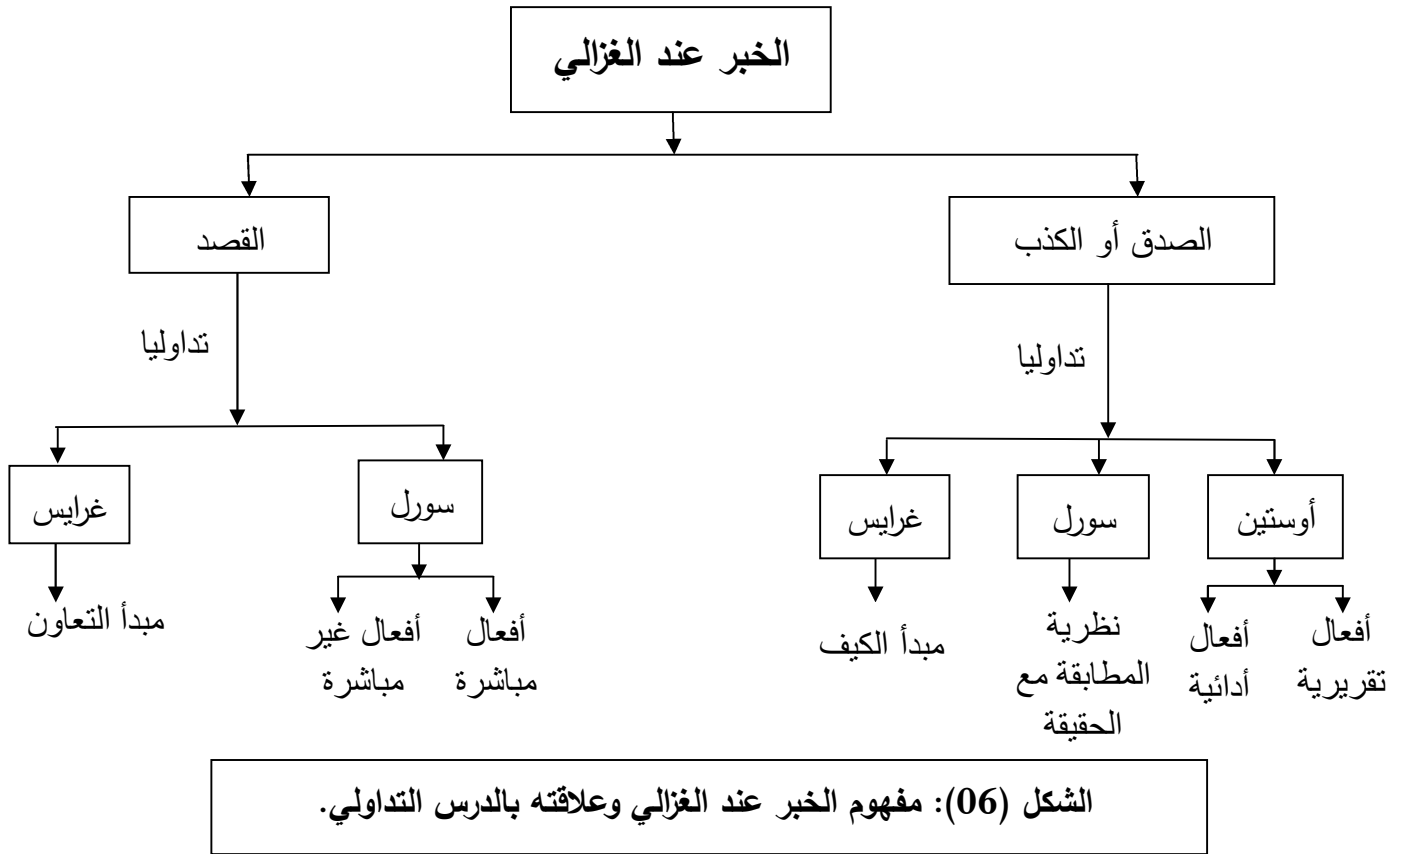 الخبر عند الغزالي
الصدق أو الكذب
القصد
تداوليا
تداوليا
أوستين
سورل
غرايس
سورل
غرايس
أفعال
تقريرية
أفعال
أدائية
نظرية
المطابقة مع
الحقيقة
مبدأ الكيف
أفعال
مباشرة
أفعال غير
مباشرة
مبدأ التعاون
الشكل (06): مفهوم الخبر عند الغزالي وعلاقته بالدرس التداولي.